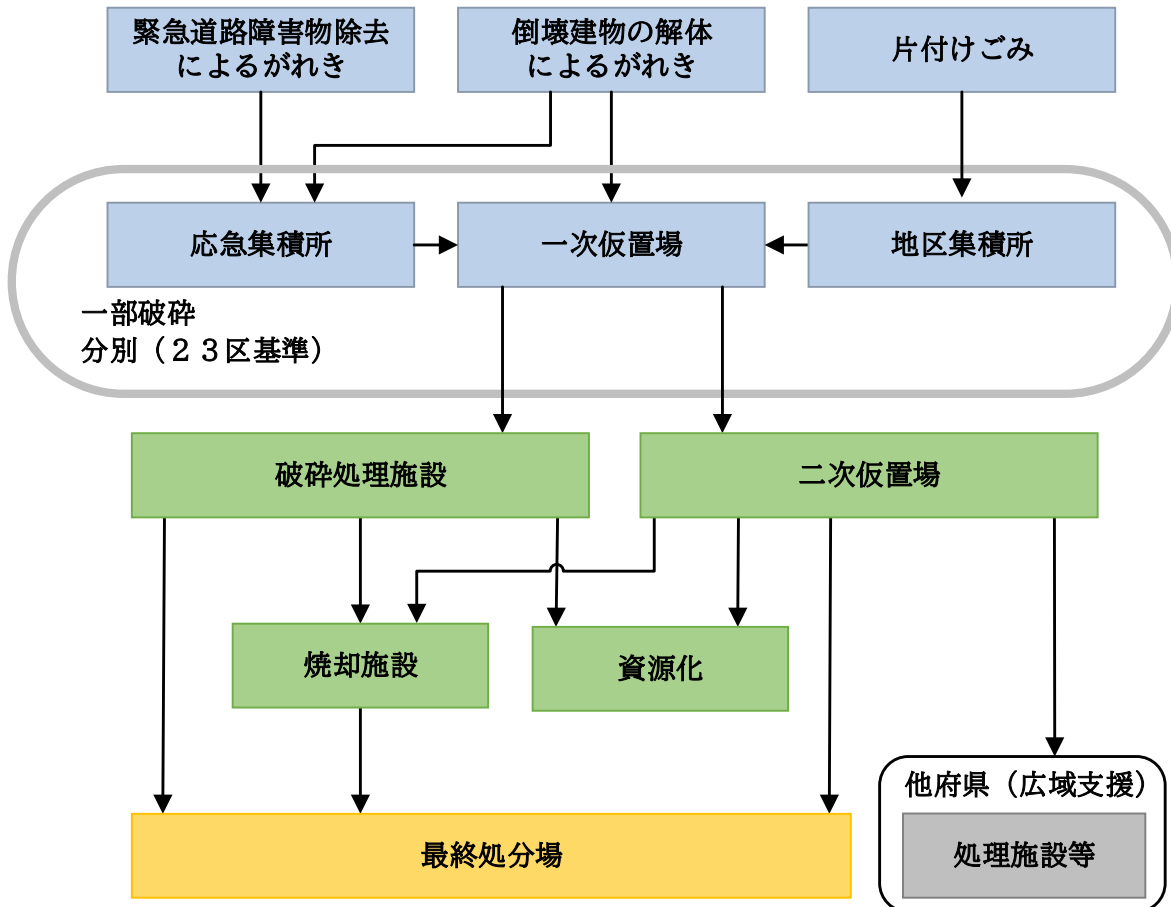 緊急道路障害物除去
によるがれき
倒壊建物の解体
によるがれき
片付けごみ
応急集積所
一次仮置場
地区集積所
一部破砕
分別（２３区基準）
破砕処理施設
二次仮置場
焼却施設
資源化
他府県（広域支援）
最終処分場
処理施設等